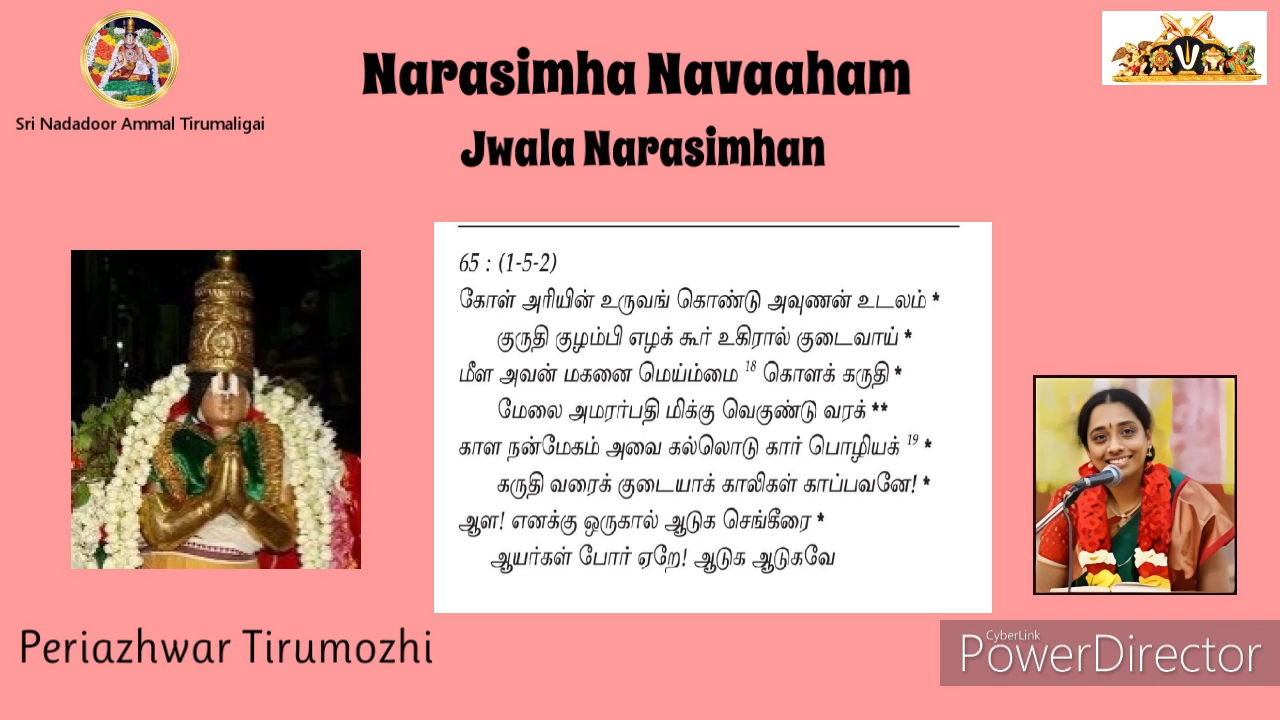 Narasimha Navaaham
Sri Nadadoor Ammal Tirumaligai
Jwala Narasimhan
65 : (1-5-2)
கோள் அரியின் உருவங் கொண்டு அவுணன் உடலம் *
குருதி குழம்பி எழக் கூர் உகிரால் குடைவாய் *
மீள அவன் மகனை மெய்ம்மை 18 கொளக் கருதி *
மேலை அமரர்பதி மிக்கு வெகுண்டு வரக் **
காள நன்மேகம் அவை கல்லொடு கார் பொழியக் 19 *
கருதி வரைக் குடையாக் காலிகள் காப்பவனே! *
ஆள! எனக்கு ஒருகால் ஆடுக செங்கீரை *
ஆயர்கள் போர் ஏறே! ஆடுக ஆடுகவே
Periazhwar Tirumozhi
CyberLink
PowerDirector